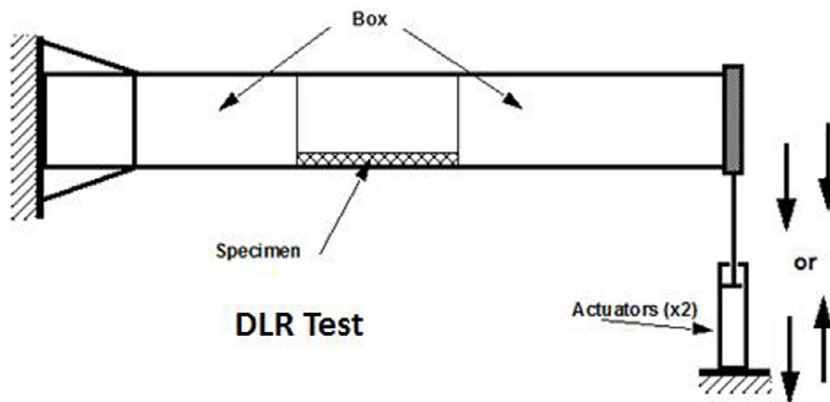 Box
Specimen
DLR Test
Actuators (x2)
or